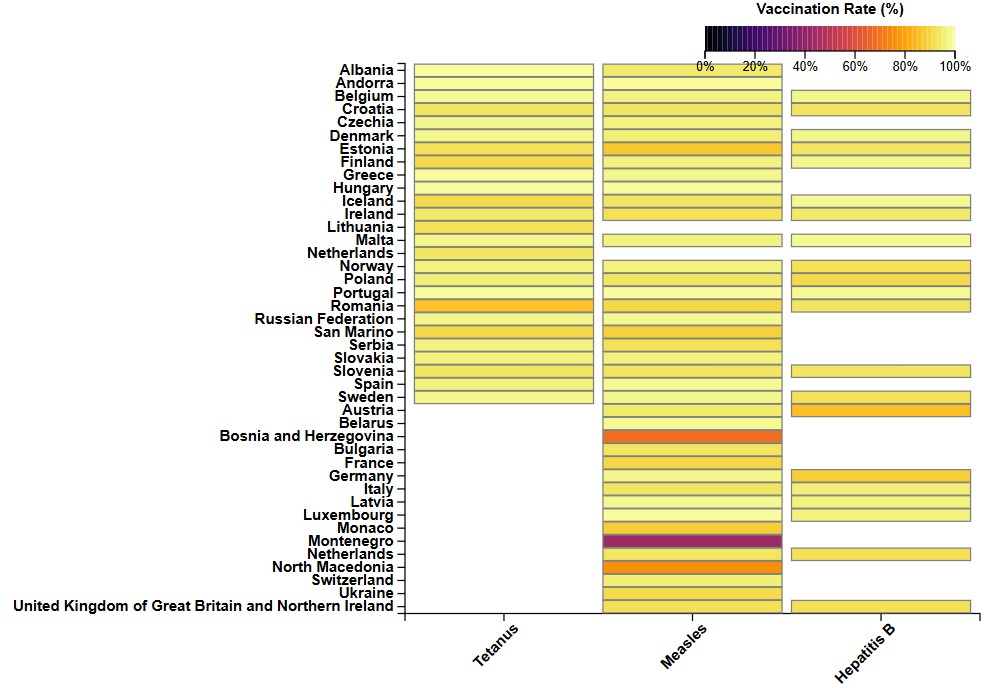 Vaccination Rate (%)
0% 20% 40% 60% 80% 100%
Albania
Andorra
Belgium
Croatia
Czechia
Denmark
Estonia
Finland
Greece
Hungary
Iceland
Ireland
Lithuania
Malta
Netherlands
Norway
Poland
Portugal
Romania
Russian Federation
San Marino
Serbia
Slovakia
Slovenia
Spain
Sweden
Austria
Belarus
Bosnia and Herzegovina
Bulgaria
France
Germany
Italy
Latvia
Luxembourg
Monaco
Montenegro
Netherlands
North Macedonia
Switzerland
Ukraine
United Kingdom of Great Britain and Northern Ireland
Tetanus
Measles
Hepatitis B